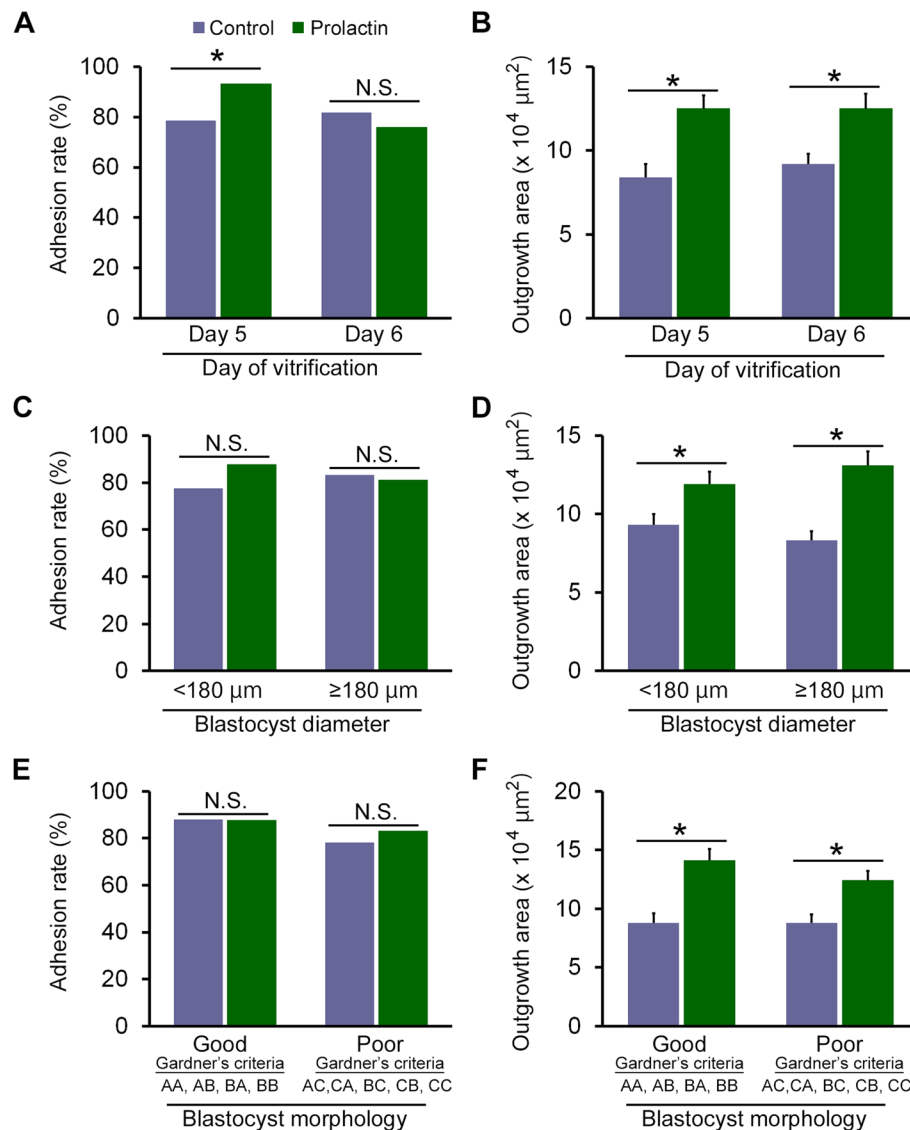 A
Control Prolactin
Adhesion rate (%)
100
80
60
40
20
0
*
N.S.
Day 5 Day 6
Day of vitrification
B
Outgrowth area (x 10⁴ µm²)
15
10
5
0
*
*
Day 5 Day 6
Day of vitrification
C
Adhesion rate (%)
100
80
60
40
20
0
N.S.
N.S.
<180 µm ≥180 µm
Blastocyst diameter
D
Outgrowth area (x 10⁴ µm²)
15
10
5
0
*
*
<180 µm ≥180 µm
Blastocyst diameter
E
Adhesion rate (%)
100
80
60
40
20
0
N.S.
N.S.
Good Poor
Gardner's criteria Gardner's criteria
AA, AB, BA, BB AC,CA, BC, CB, CC
Blastocyst morphology
F
Outgrowth area (x 10⁴ µm²)
20
15
10
5
0
*
*
Good Poor
Gardner's criteria Gardner's criteria
AA, AB, BA, BB AC,CA, BC, CB, CC
Blastocyst morphology